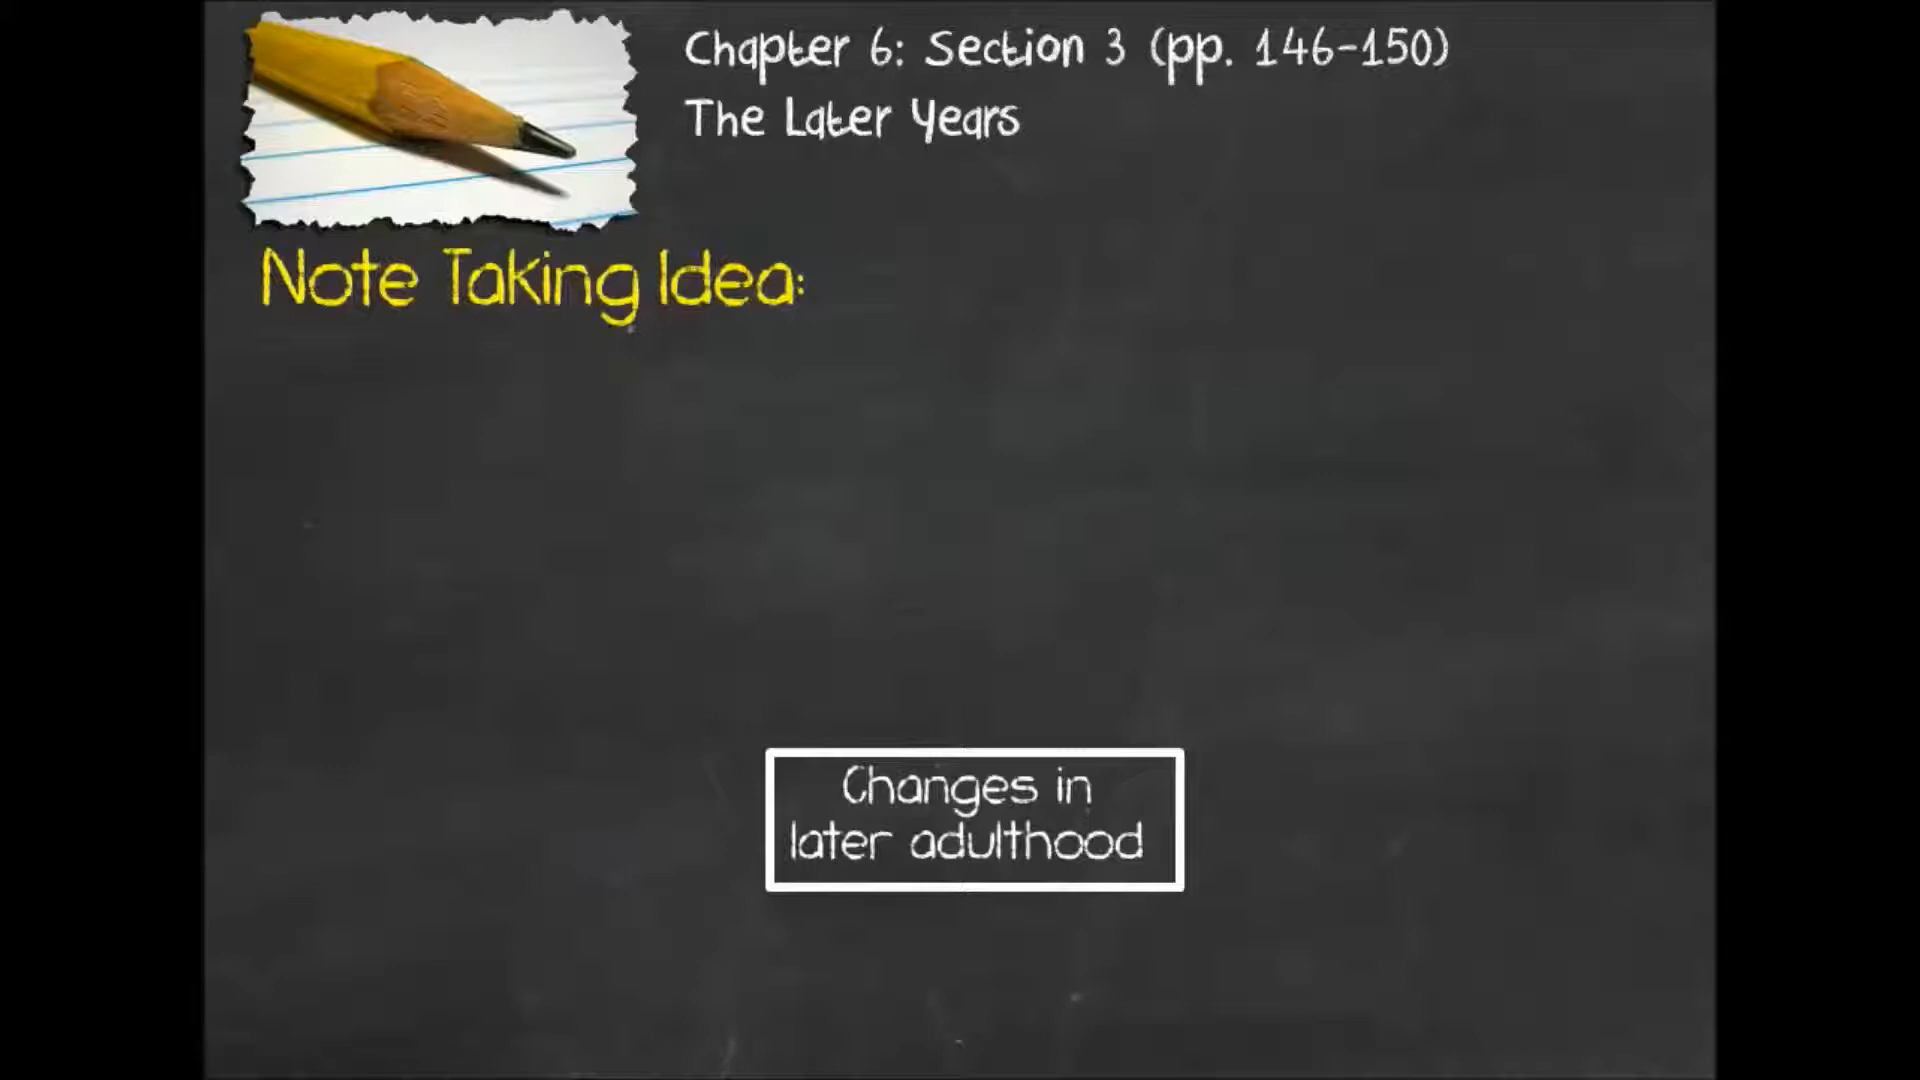 Chapter 6: Section 3 (pp. 146-150)
The Later Years
Note Taking Idea:
Changes in
later adulthood